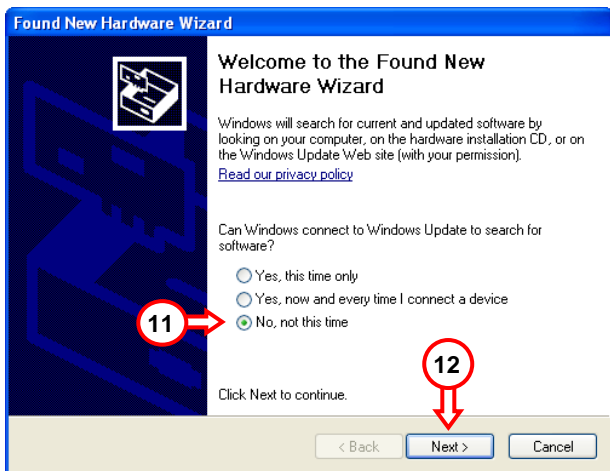 Found New Hardware Wizard
Welcome to the Found New
Hardware Wizard
Windows will search for current and updated software by
looking on your computer, on the hardware installation CD, or on
the Windows Update Web site (with your permission).
Read our privacy policy
Can Windows connect to Windows Update to search for
software?
Yes, this time only
Yes, now and every time I connect a device
11 No, not this time
12
Click Next to continue.
< Back Next > Cancel